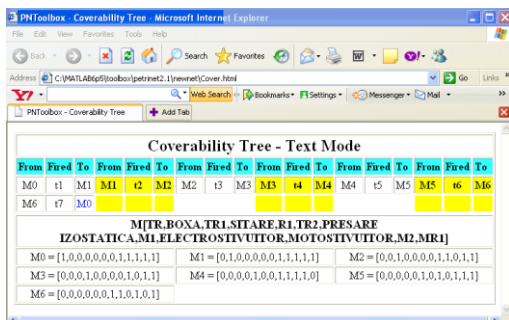 PNToolbox - Coverability Tree - Microsoft Internet Explorer
File Edit View Favorites Tools Help
Back Search Favorites
Address C:\MATLAB6p5\toolbox\petrinet2.1\newnet\Cover.html Go Links »
Y7 Web Search Bookmarks Settings Messenger Mail »
PNToolbox - Coverability Tree Add Tab
Coverability Tree - Text Mode
From Fired To From Fired To From Fired To From Fired To From Fired To From Fired To
M0 t1 M1 M1 t2 M2 M2 t3 M3 M3 t4 M4 M4 t5 M5 M5 t6 M6
M6 t7 M0
M[TR,BOXA,TR1,SITARE,R1,TR2,PRESARE
IZOSTATICA,M1,ELECTROSTIVUITOR,MOTOSTIVUITOR,M2,MR1]
M0 = [1,0,0,0,0,0,0,1,1,1,1,1] M1 = [0,1,0,0,0,0,0,1,1,1,1,1] M2 = [0,0,1,0,0,0,0,1,1,0,1,1]
M3 = [0,0,0,1,0,0,0,1,1,1,0,1] M4 = [0,0,0,0,1,0,0,1,1,1,1,0] M5 = [0,0,0,0,0,1,0,1,0,1,1,1]
M6 = [0,0,0,0,0,0,1,1,0,1,0,1]